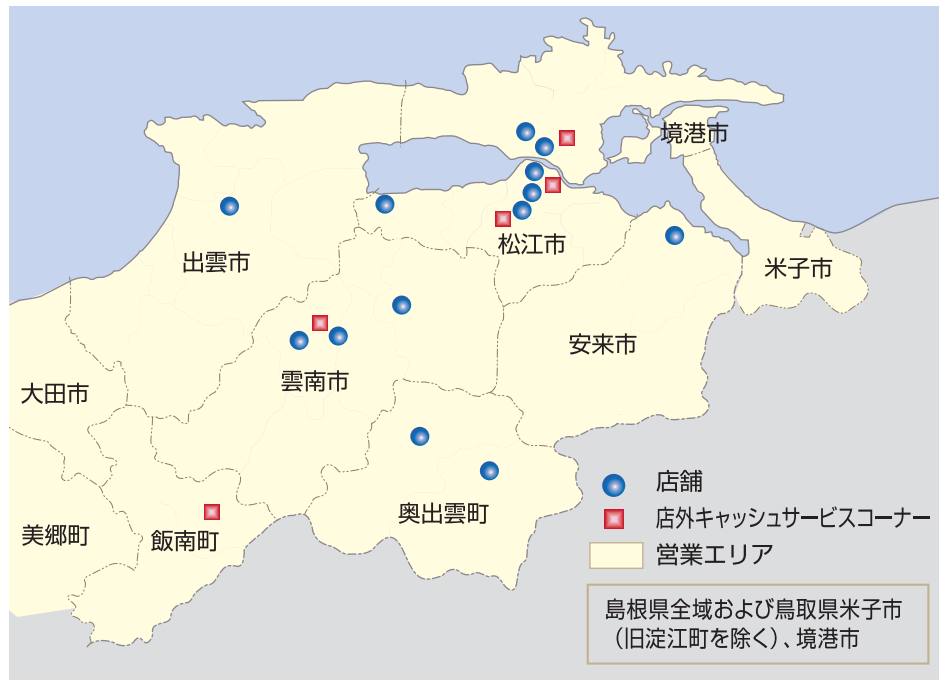 境港市
松江市
出雲市
米子市
安来市
雲南市
大田市
奥出雲町
美郷町
飯南町
店舗
店外キャッシュサービスコーナー
営業エリア
島根県全域および鳥取県米子市
（旧淀江町を除く）、境港市